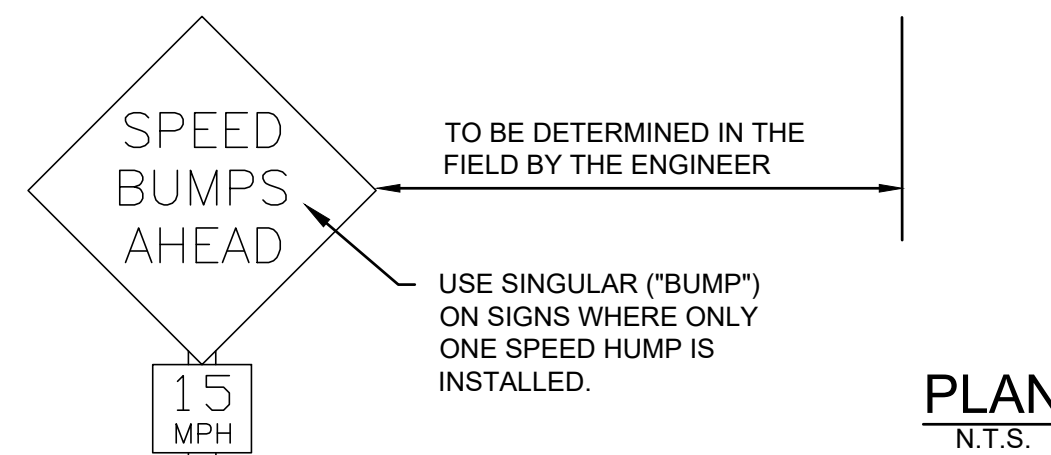 SPEED
BUMPS
AHEAD
15
MPH
TO BE DETERMINED IN THE
FIELD BY THE ENGINEER
USE SINGULAR ("BUMP")
ON SIGNS WHERE ONLY
ONE SPEED HUMP IS
INSTALLED.
PLAN
N.T.S.